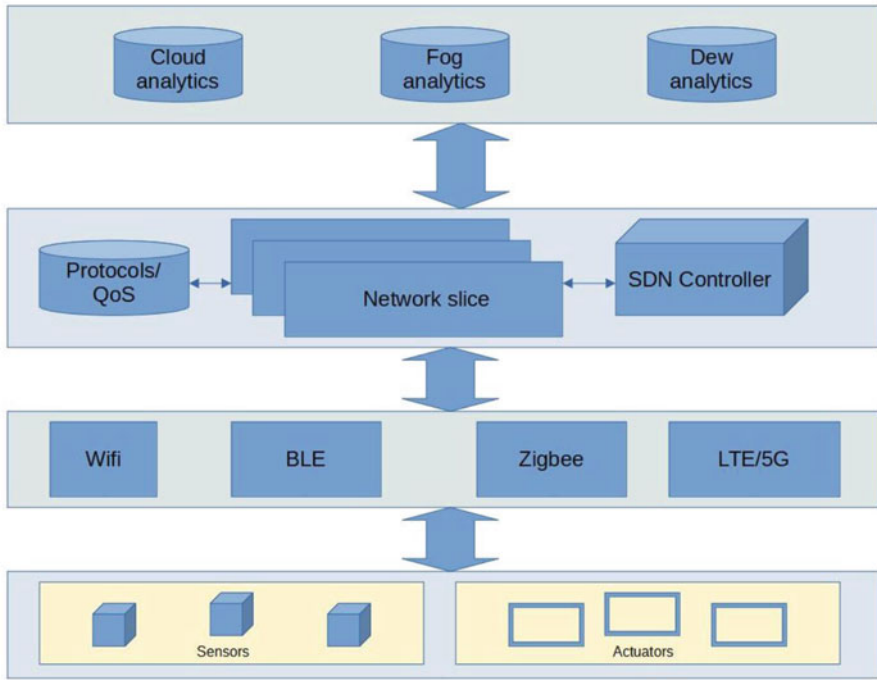 Cloud
analytics
Fog
analytics
Dew
analytics
Protocols/
QoS
Network slice
SDN Controller
Wifi
BLE
Zigbee
LTE/5G
Sensors
Actuators